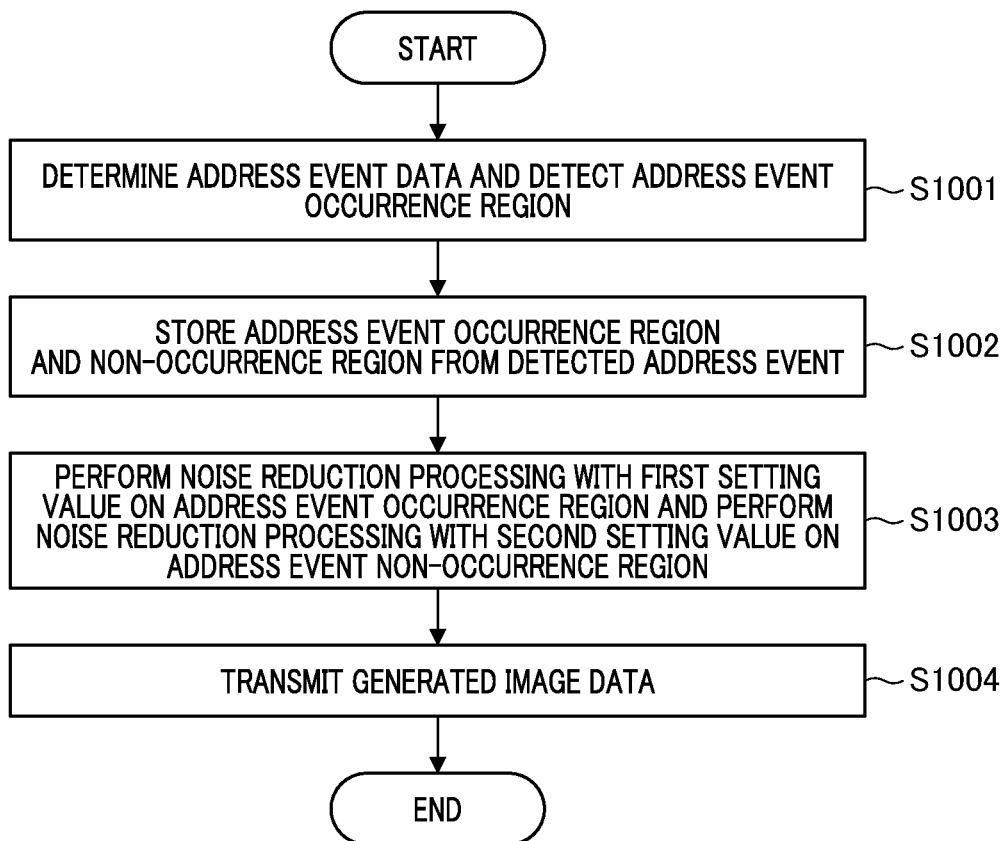 START
DETERMINE ADDRESS EVENT DATA AND DETECT ADDRESS EVENT
OCCURRENCE REGION
S1001
STORE ADDRESS EVENT OCCURRENCE REGION
AND NON-OCCURRENCE REGION FROM DETECTED ADDRESS EVENT
S1002
PERFORM NOISE REDUCTION PROCESSING WITH FIRST SETTING
VALUE ON ADDRESS EVENT OCCURRENCE REGION AND PERFORM
NOISE REDUCTION PROCESSING WITH SECOND SETTING VALUE ON
ADDRESS EVENT NON-OCCURRENCE REGION
S1003
TRANSMIT GENERATED IMAGE DATA
S1004
END